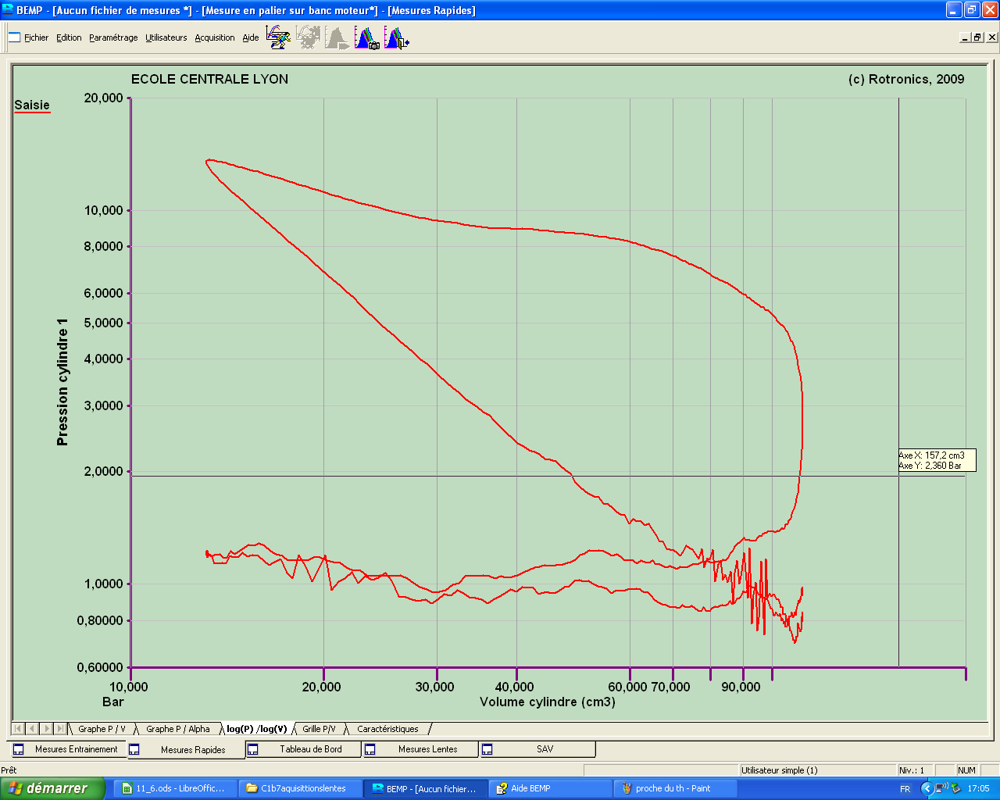 BEMP - [Aucun fichier de mesures *] - [Mesure en palier sur banc moteur*] - [Mesures Rapides]
Fichier Edition Paramétrage Utilisateurs Acquisition Aide
ECOLE CENTRALE LYON
(c) Rotronics, 2009
Saisie
20,000
10,000
8,0000
6,0000
5,0000
4,0000
3,0000
2,0000
1,0000
0,80000
0,60000
Pression cylindre 1
Axe X: 157,2 cm3
Axe Y: 2,360 Bar
10,000 20,000 30,000 40,000 60,000 70,000 90,000
Bar
Volume cylindre (cm3)
Graphe P / V Graphe P / Alpha log(P) /log(V) Grille P/V Caractéristiques
Mesures Entrainement Mesures Rapides Tableau de Bord Mesures Lentes SAV
Prêt
Utilisateur simple (1)
Niv.: 1
NUM
démarrer
11_6.ods - LibreOffic...
C1b7aquisittionslentes
BEMP - [Aucun fichier...
Aide BEMP
proche du th - Paint
FR
17:05